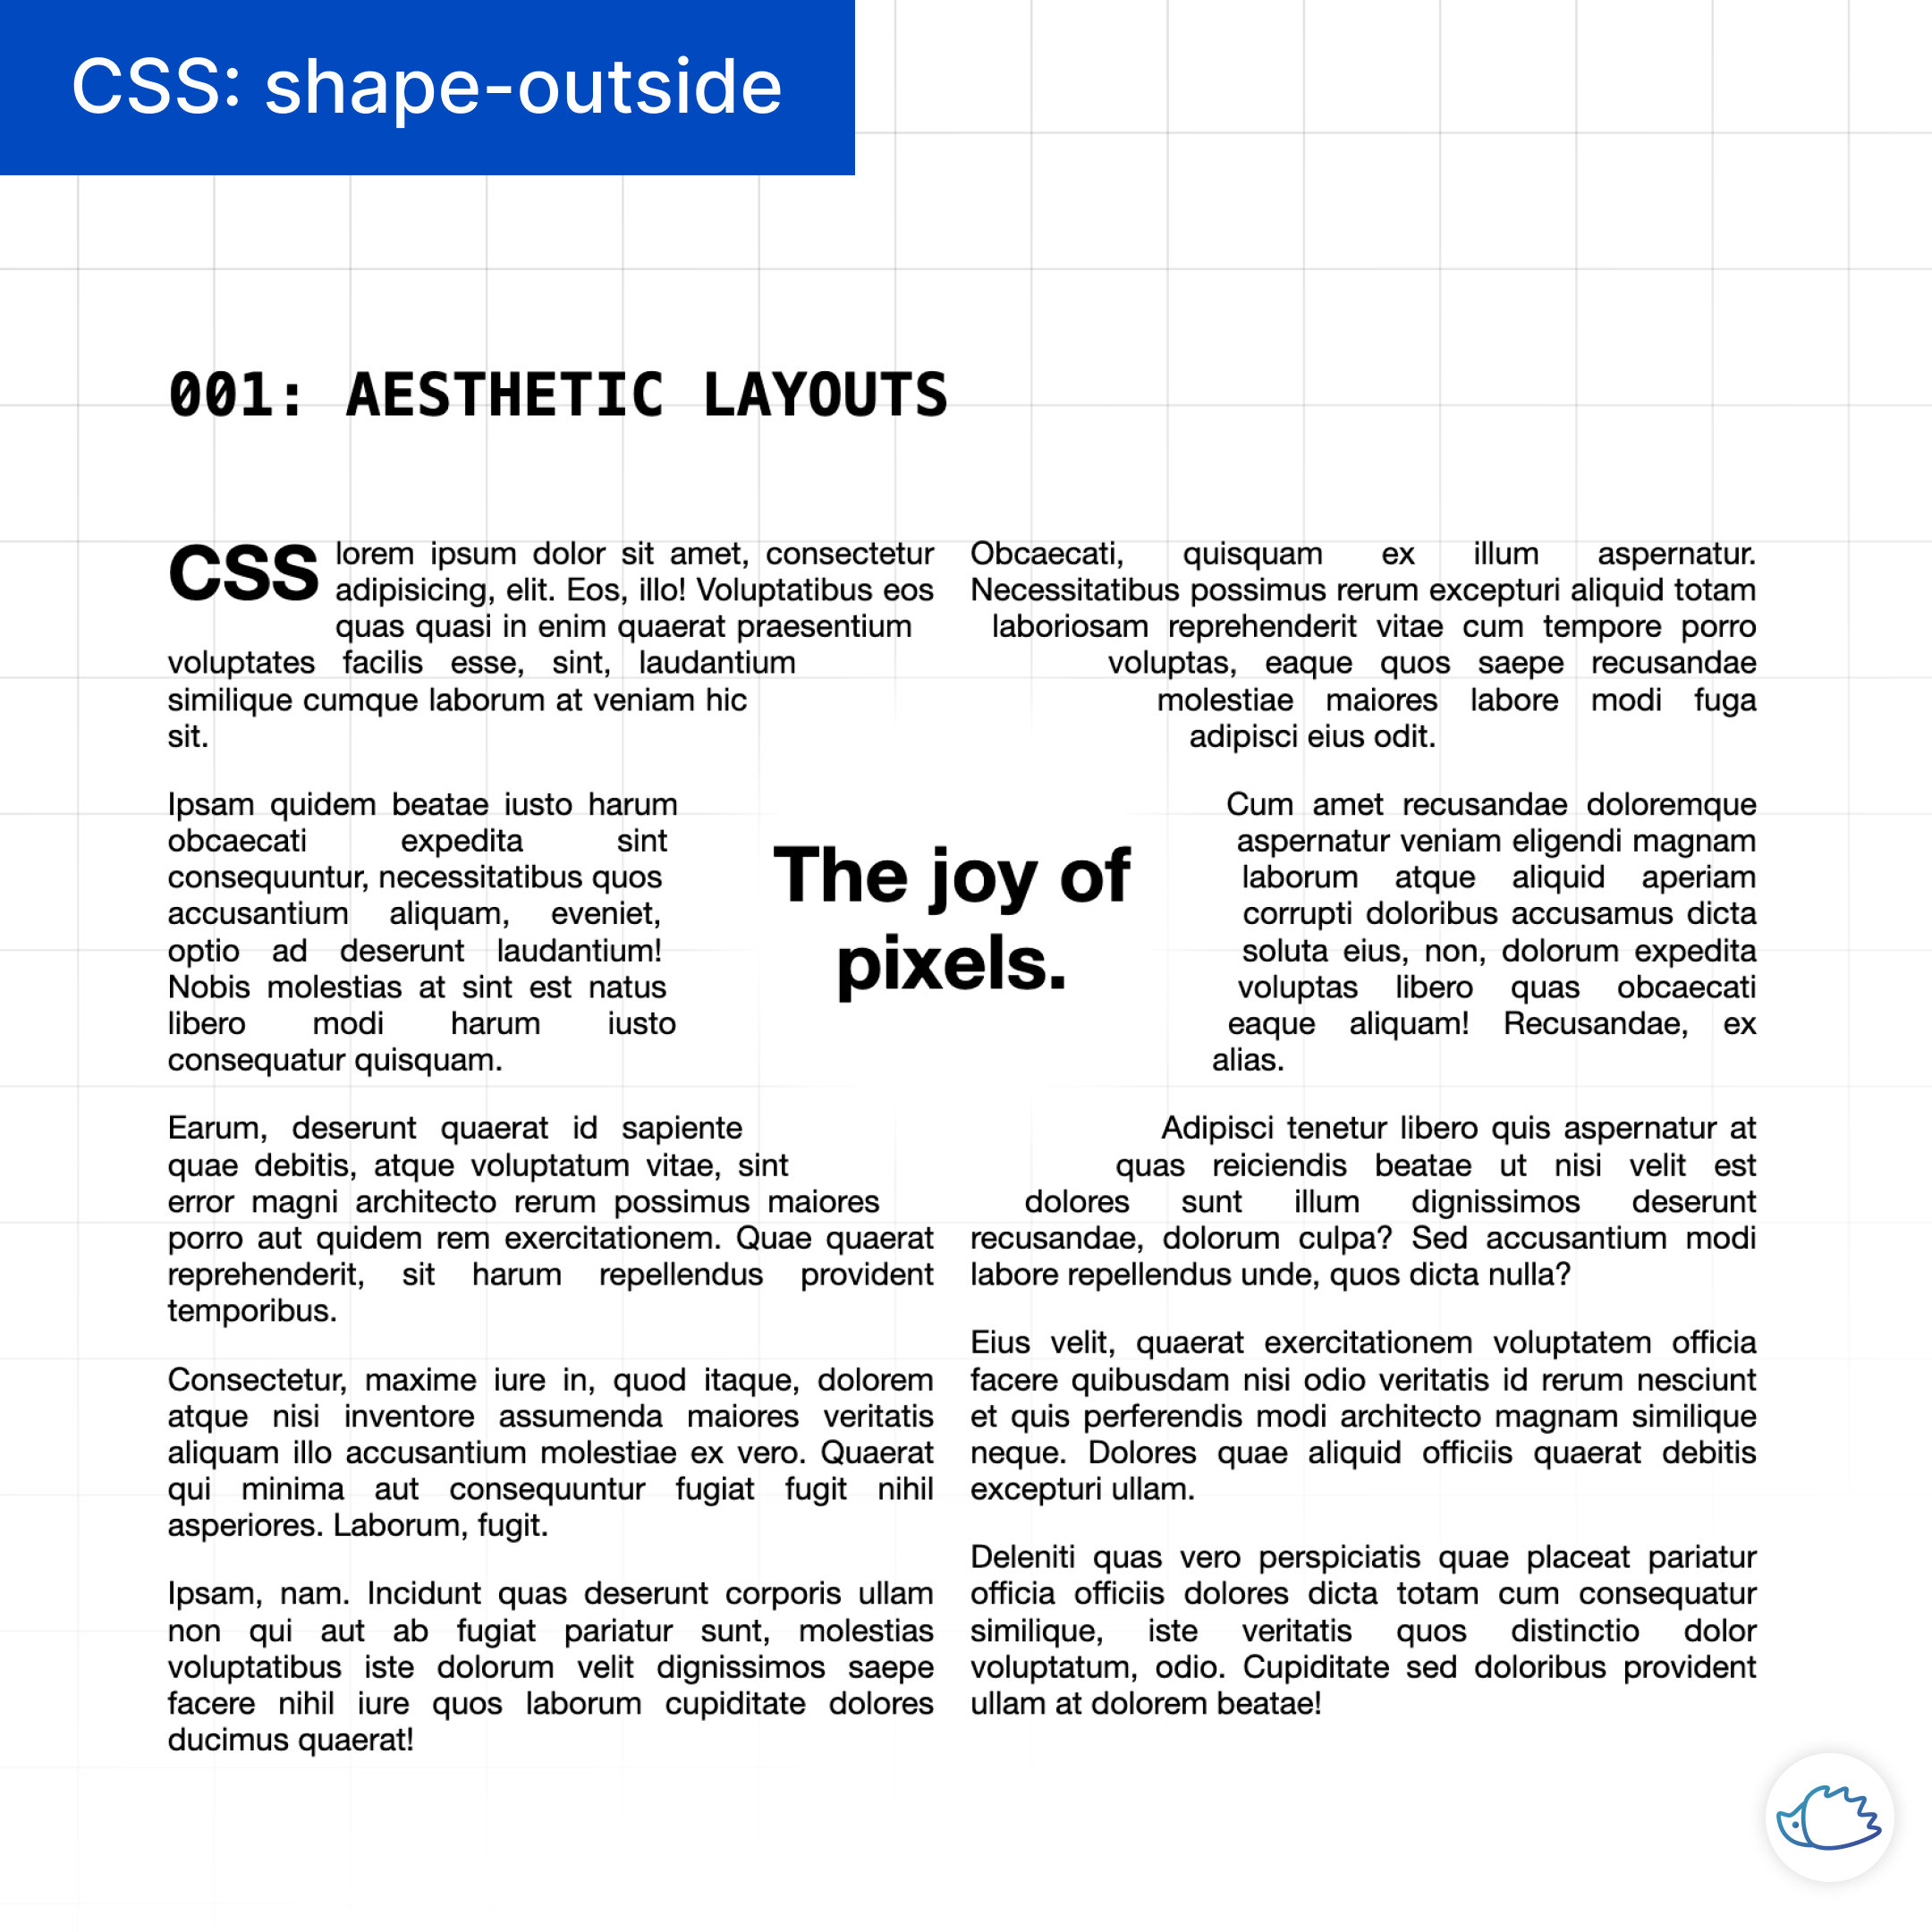 CSS: shape-outside
001: AESTHETIC LAYOUTS
CSS lorem ipsum dolor sit amet, consectetur
adipisicing, elit. Eos, illo! Voluptatibus eos
quas quasi in enim quaerat praesentium
voluptates facilis esse, sint, laudantium
similique cumque laborum at veniam hic
sit.
Ipsam quidem beatae iusto harum
obcaecati expedita sint
consequuntur, necessitatibus quos
accusantium aliquam, eveniet,
optio ad deserunt laudantium!
Nobis molestias at sint est natus
libero modi harum iusto
consequatur quisquam.
Earum, deserunt quaerat id sapiente
quae debitis, atque voluptatum vitae, sint
error magni architecto rerum possimus maiores
porro aut quidem rem exercitationem. Quae quaerat
reprehenderit, sit harum repellendus provident
temporibus.
Consectetur, maxime iure in, quod itaque, dolorem
atque nisi inventore assumenda maiores veritatis
aliquam illo accusantium molestiae ex vero. Quaerat
qui minima aut consequuntur fugiat fugit nihil
asperiores. Laborum, fugit.
Ipsam, nam. Incidunt quas deserunt corporis ullam
non qui aut ab fugiat pariatur sunt, molestias
voluptatibus iste dolorum velit dignissimos saepe
facere nihil iure quos laborum cupiditate dolores
ducimus quaerat!
The joy of
pixels.
Obcaecati, quisquam ex illum aspernatur.
Necessitatibus possimus rerum excepturi aliquid totam
laboriosam reprehenderit vitae cum tempore porro
voluptas, eaque quos saepe recusandae
molestiae maiores labore modi fuga
adipisci eius odit.
Cum amet recusandae doloremque
aspernatur veniam eligendi magnam
laborum atque aliquid aperiam
corrupti doloribus accusamus dicta
soluta eius, non, dolorum expedita
voluptas libero quas obcaecati
eaque aliquam! Recusandae, ex
alias.
Adipisci tenetur libero quis aspernatur at
quas reiciendis beatae ut nisi velit est
dolores sunt illum dignissimos deserunt
recusandae, dolorum culpa? Sed accusantium modi
labore repellendus unde, quos dicta nulla?
Eius velit, quaerat exercitationem voluptatem officia
facere quibusdam nisi odio veritatis id rerum nesciunt
et quis perferendis modi architecto magnam similique
neque. Dolores quae aliquid officiis quaerat debitis
excepturi ullam.
Deleniti quas vero perspiciatis quae placeat pariatur
officia officiis dolores dicta totam cum consequatur
similique, iste veritatis quos distinctio dolor
voluptatum, odio. Cupiditate sed doloribus provident
ullam at dolorem beatae!